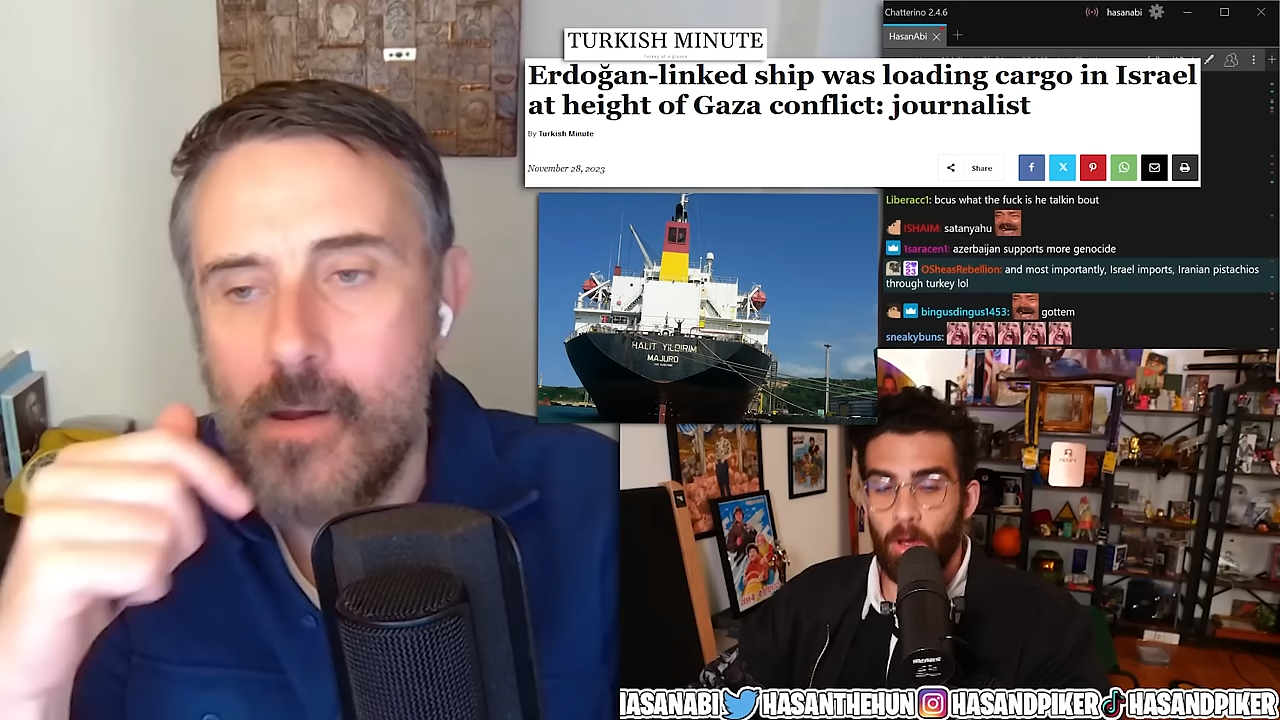 TURKISH MINUTE
Erdoğan-linked ship was loading cargo in Israel
at height of Gaza conflict: journalist
By Turkish Minute
November 28, 2023
Share
HALIT YILDIRIM
MAJURO
Chatterino 2.4.6
hasanabi
HasanAbi
Liberacc1: bcus what the fuck is he talkin bout
ISHAIM: satanyahu
1saracen1: azerbaijan supports more genocide
OSheasRebellion: and most importantly, Israel imports, Iranian pistachios
through turkey lol
bingusdingus1453: gottem
sneakybuns:
HASANABI HASANTHEHUN HASANDPIKER HASANDPIKER